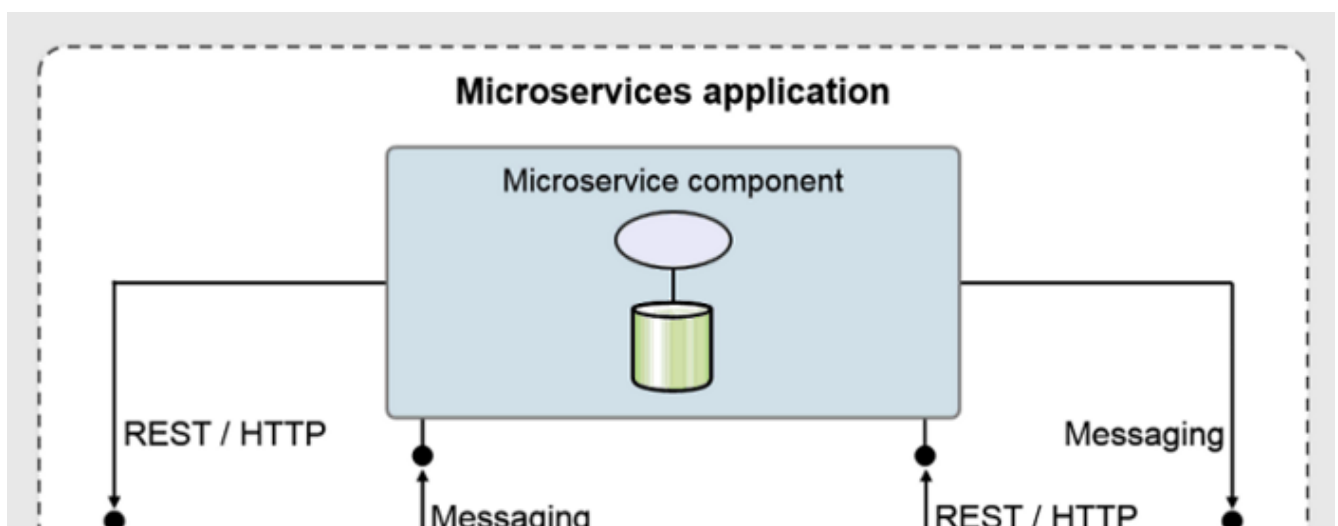 Microservices application
Microservice component
REST / HTTP
Messaging
Messaging
REST / HTTP